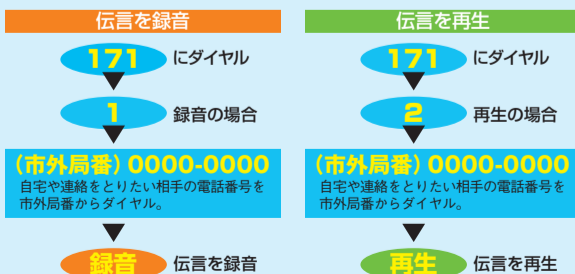 伝言を録音
171 にダイヤル
1 録音の場合
(市外局番) 0000-0000
自宅や連絡をとりたい相手の電話番号を
市外局番からダイヤル。
録音 伝言を録音
伝言を再生
171 にダイヤル
2 再生の場合
(市外局番) 0000-0000
自宅や連絡をとりたい相手の電話番号を
市外局番からダイヤル。
再生 伝言を再生